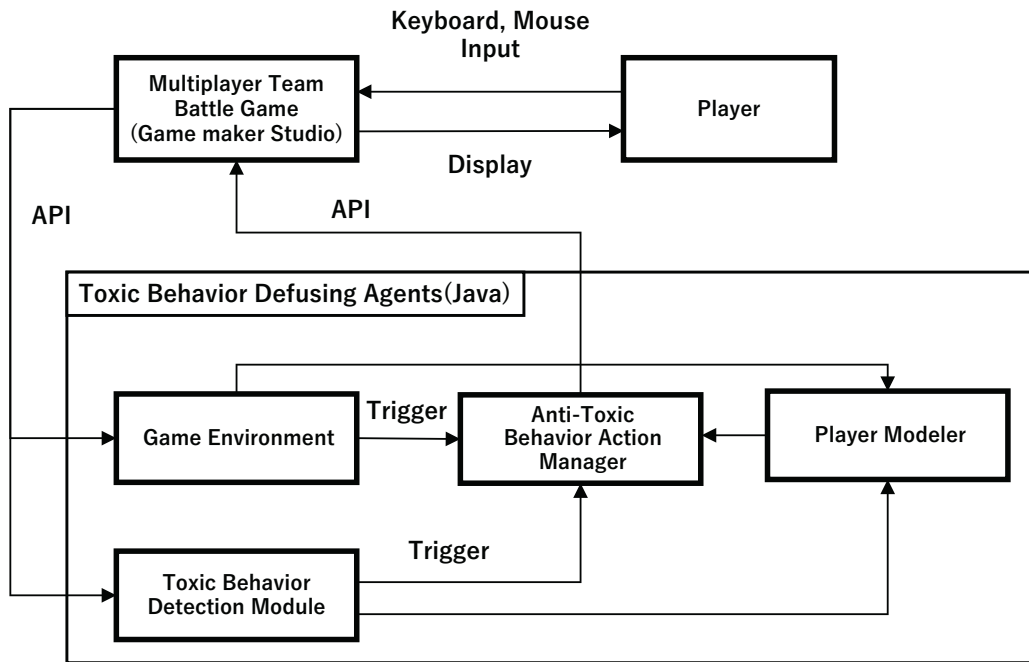 Keyboard, Mouse
Input
Multiplayer Team
Battle Game
(Game maker Studio)
Player
Display
API
API
Toxic Behavior Defusing Agents(Java)
Game Environment
Trigger
Anti-Toxic
Behavior Action
Manager
Player Modeler
Trigger
Toxic Behavior
Detection Module